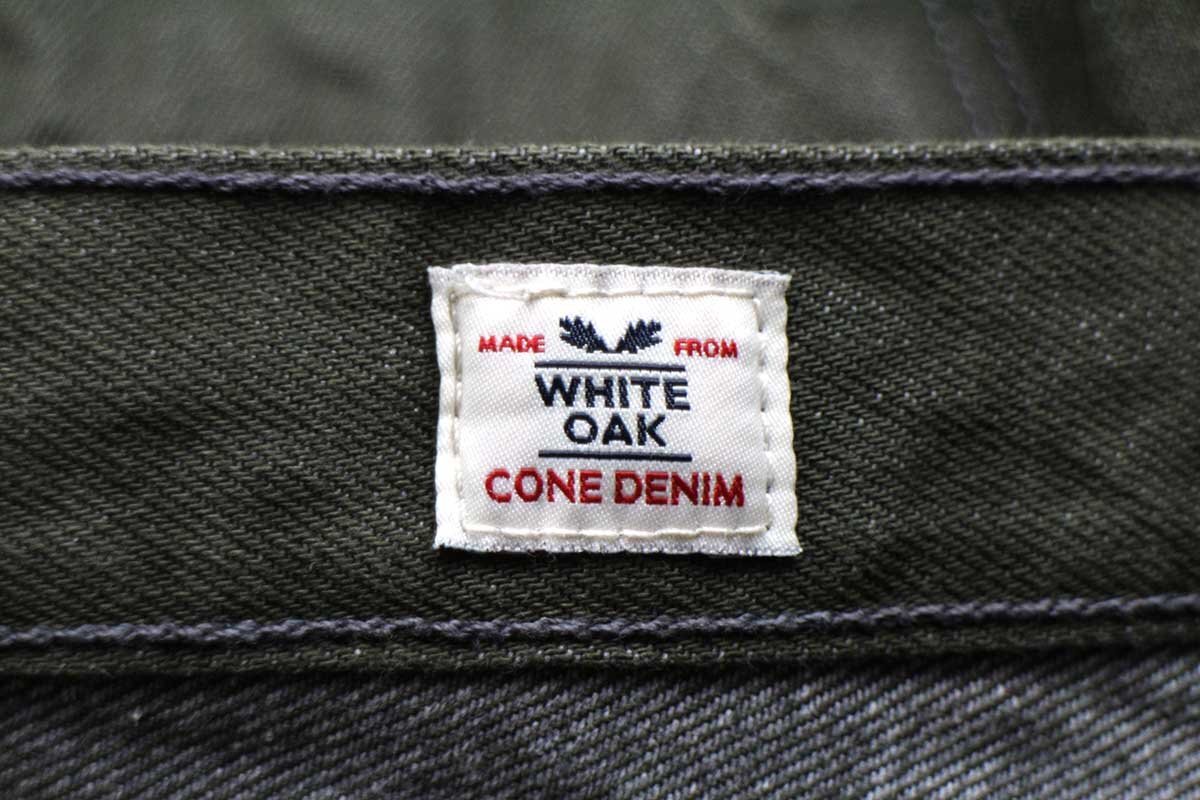 MADE FROM
WHITE
OAK
CONE DENIM